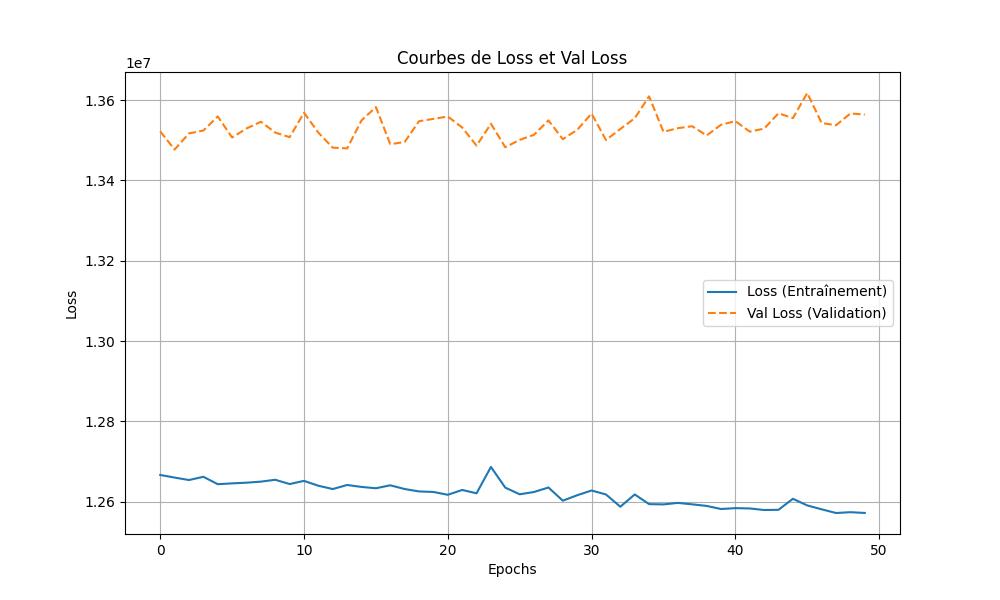 Courbes de Loss et Val Loss
1e7
1.36
1.34
1.32
1.30
1.28
1.26
Loss
Loss (Entraînement)
Val Loss (Validation)
0 10 20 30 40 50
Epochs